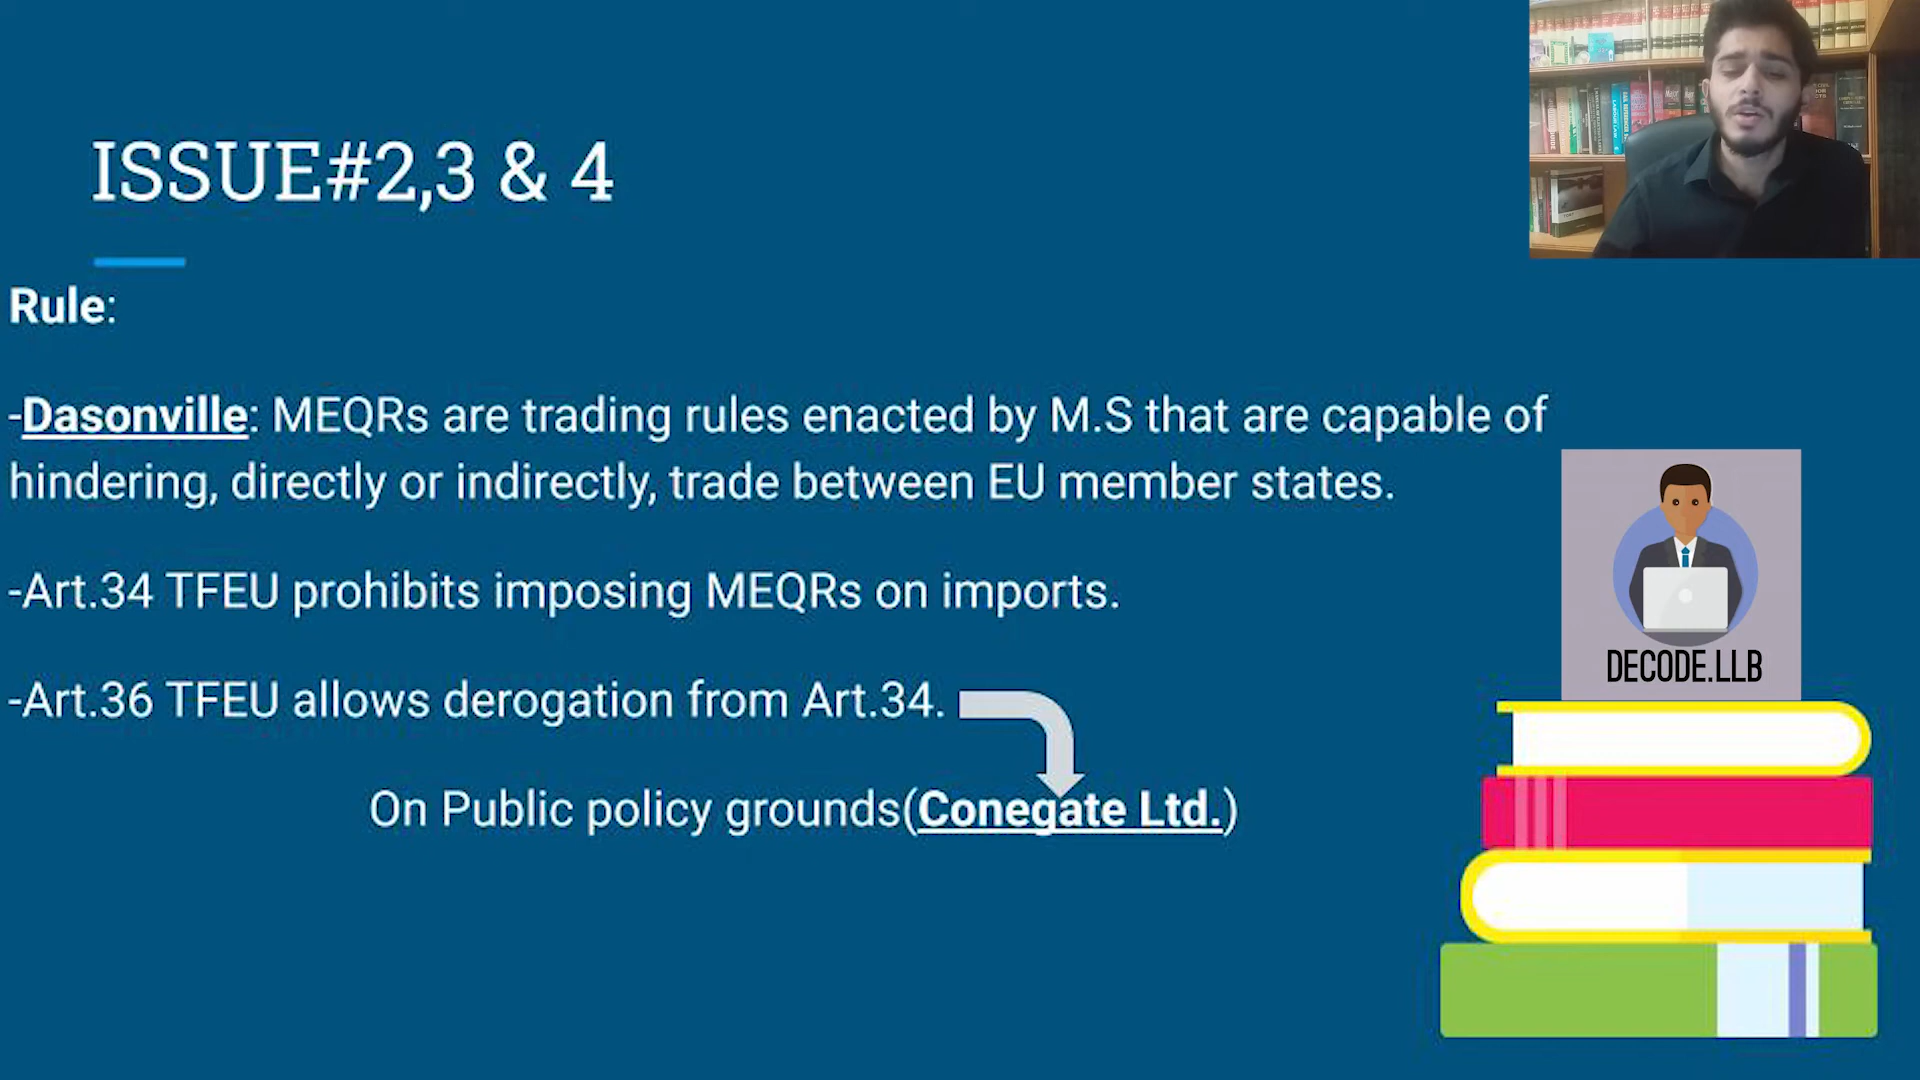 ISSUE#2,3 & 4
Rule:
-Dasonville: MEQRs are trading rules enacted by M.S that are capable of
hindering, directly or indirectly, trade between EU member states.
-Art.34 TFEU prohibits imposing MEQRs on imports.
-Art.36 TFEU allows derogation from Art.34.
On Public policy grounds(Conegate Ltd.)
DECODE.LLB